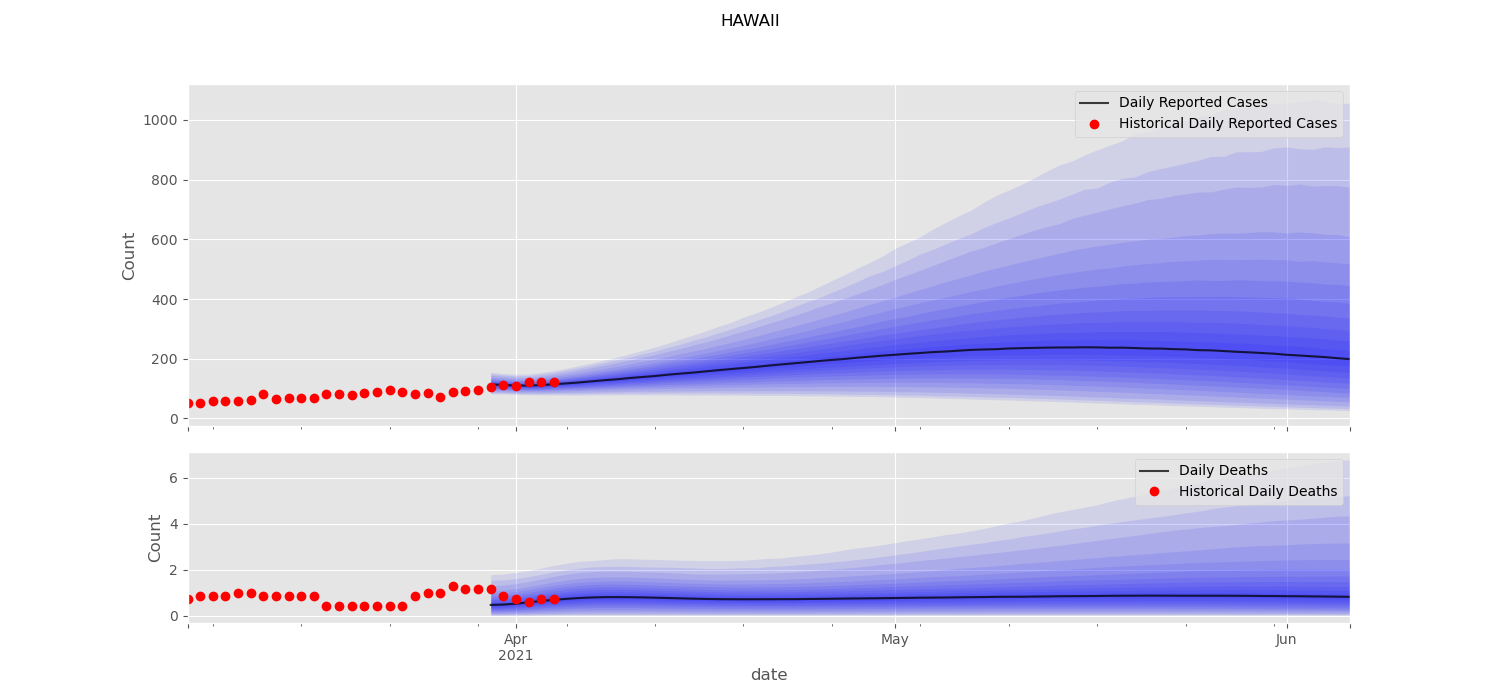 HAWAII
1000
800
600
400
200
0
Count
Daily Reported Cases
Historical Daily Reported Cases
6
4
2
0
Count
Daily Deaths
Historical Daily Deaths
Apr
2021
May
Jun
date